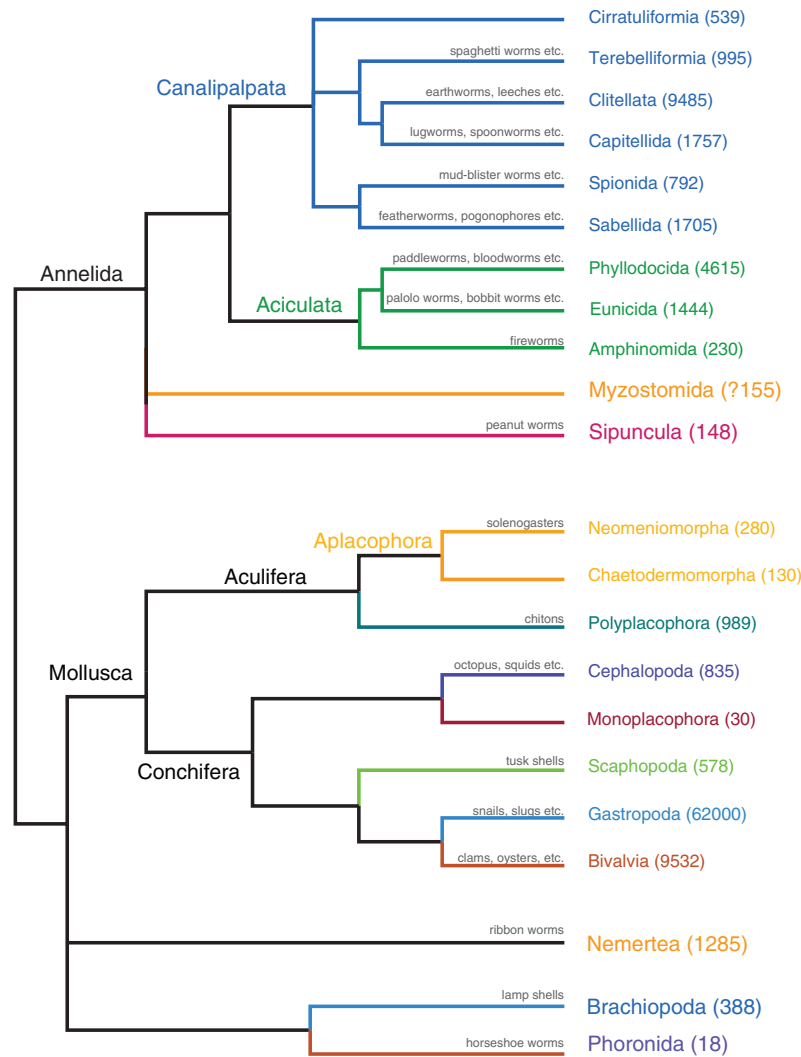 Cirratuliformia (539)
spaghetti worms etc.
Terebelliformia (995)
Canalipalpata
earthworms, leeches etc.
Clitellata (9485)
lugworms, spoonworms etc.
Capitellida (1757)
mud-blister worms etc.
Spionida (792)
featherworms, pogonophores etc.
Sabellida (1705)
paddleworms, bloodworms etc.
Phyllodocida (4615)
Annelida
Aciculata
palolo worms, bobbit worms etc.
Eunicida (1444)
fireworms
Amphinomida (230)
Myzostomida (?155)
peanut worms
Sipuncula (148)
solenogasters
Neomeniomorpha (280)
Aplacophora
Aculifera
Chaetodermomorpha (130)
chitons
Polyplacophora (989)
Mollusca
octopus, squids etc.
Cephalopoda (835)
Monoplacophora (30)
Conchifera
tusk shells
Scaphopoda (578)
snails, slugs etc.
Gastropoda (62000)
clams, oysters, etc.
Bivalvia (9532)
ribbon worms
Nemertea (1285)
lamp shells
Brachiopoda (388)
horseshoe worms
Phoronida (18)